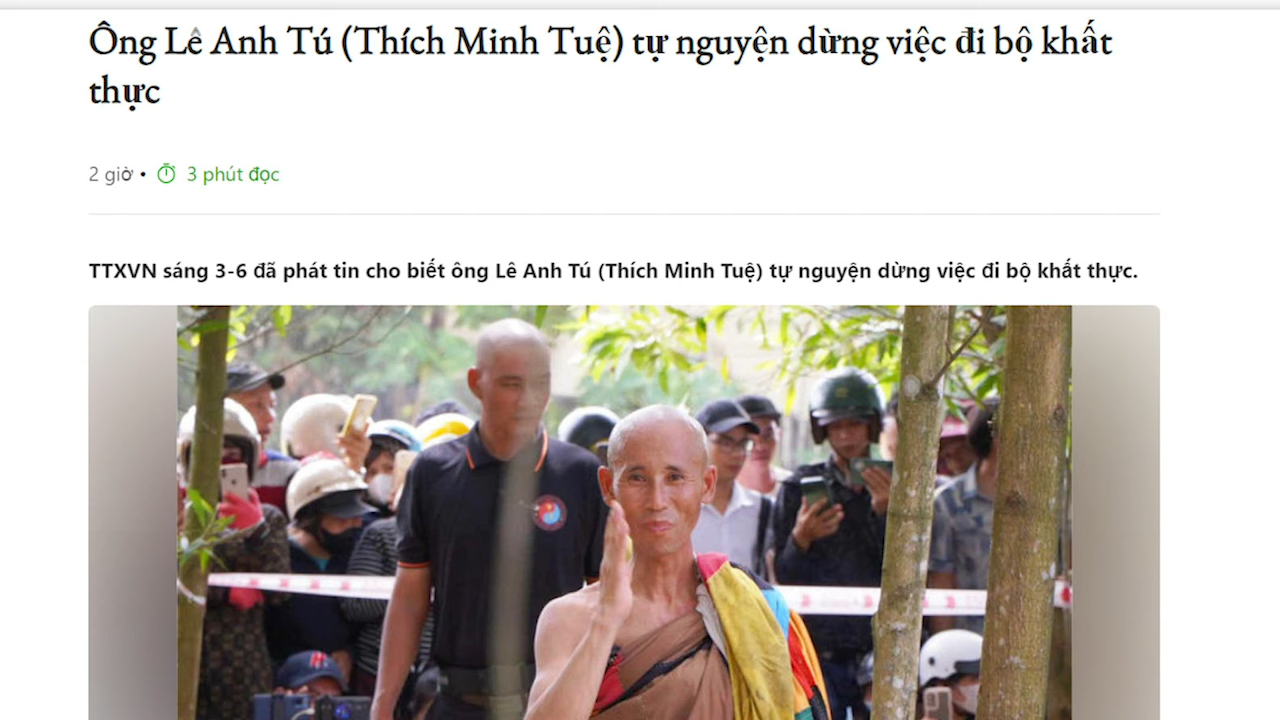 Ông Lê Anh Tú (Thích Minh Tuệ) tự nguyện dừng việc đi bộ khất
thực
2 giờ • 3 phút đọc
TTXVN sáng 3-6 đã phát tin cho biết ông Lê Anh Tú (Thích Minh Tuệ) tự nguyện dừng việc đi bộ khất thực.